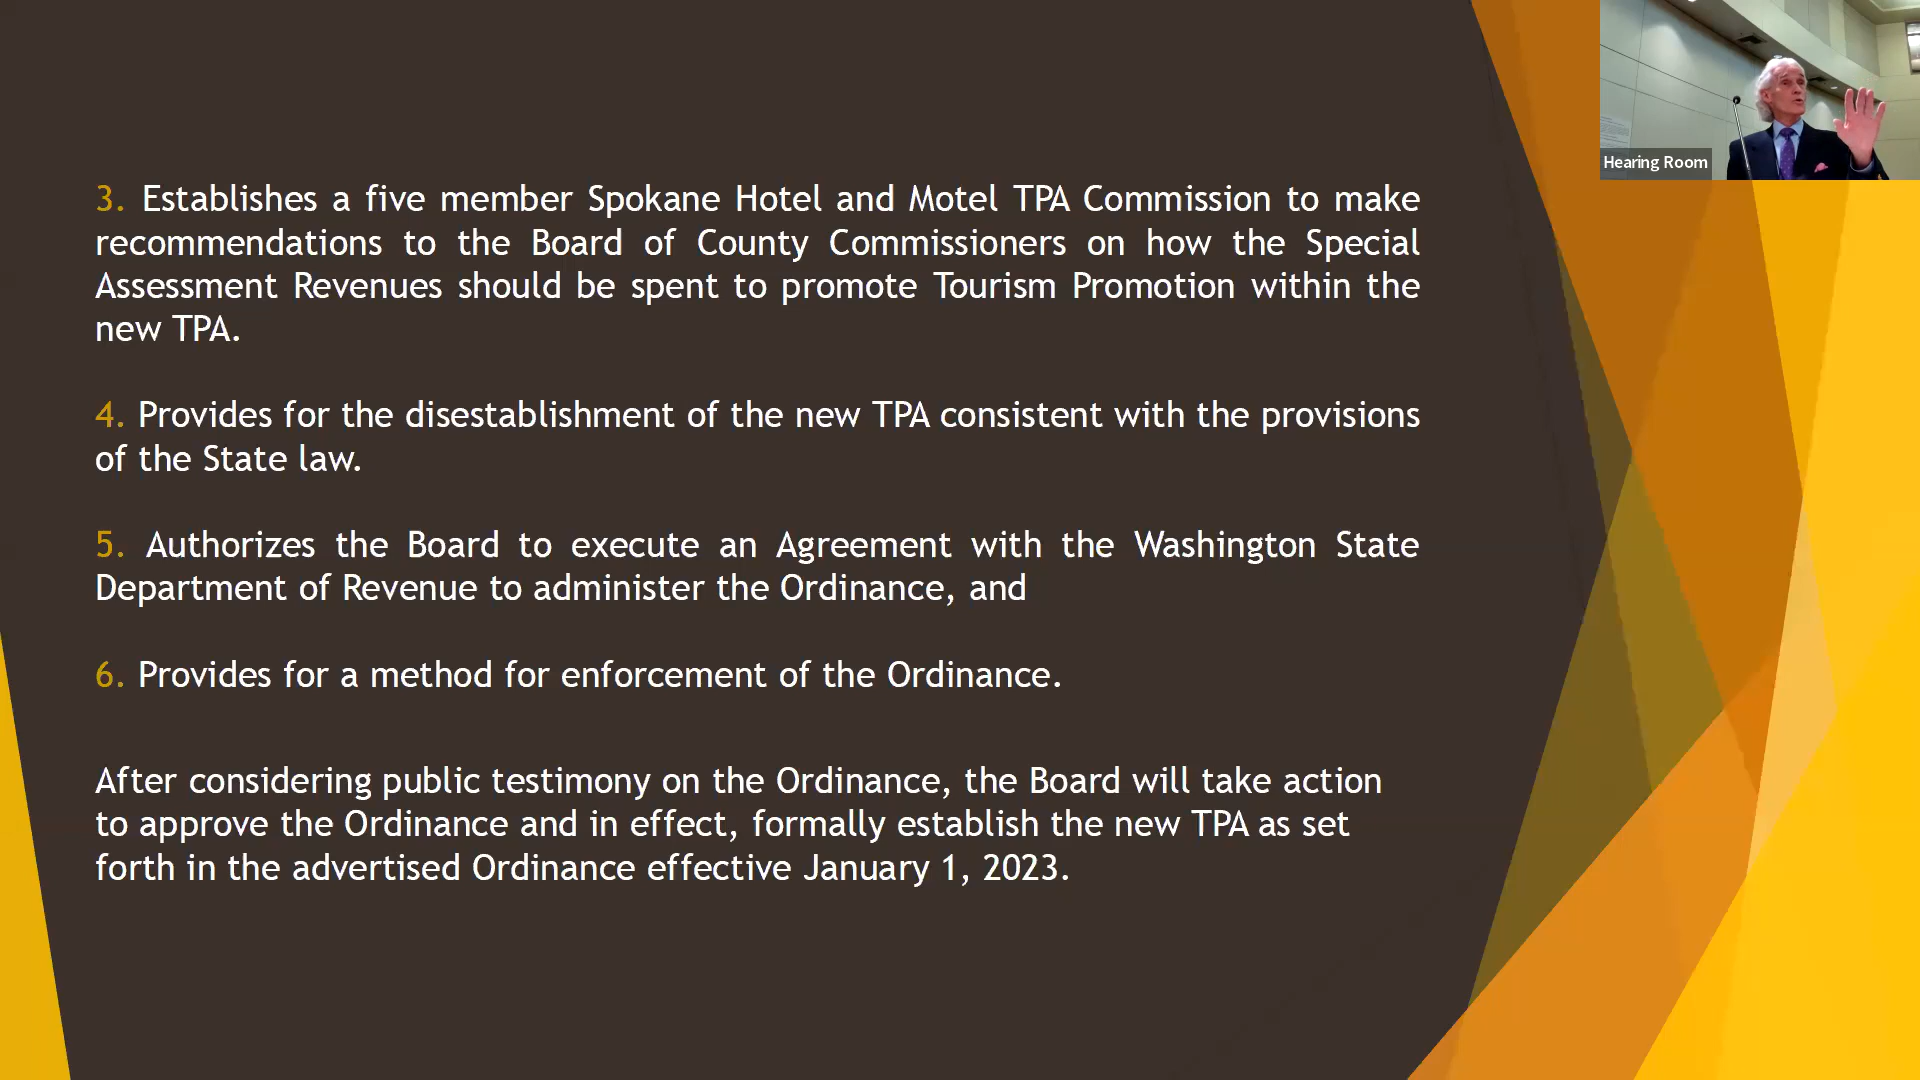 Hearing Room
3. Establishes a five member Spokane Hotel and Motel TPA Commission to make
recommendations to the Board of County Commissioners on how the Special
Assessment Revenues should be spent to promote Tourism Promotion within the
new TPA.
4. Provides for the disestablishment of the new TPA consistent with the provisions
of the State law.
5. Authorizes the Board to execute an Agreement with the Washington State
Department of Revenue to administer the Ordinance, and
6. Provides for a method for enforcement of the Ordinance.
After considering public testimony on the Ordinance, the Board will take action
to approve the Ordinance and in effect, formally establish the new TPA as set
forth in the advertised Ordinance effective January 1, 2023.